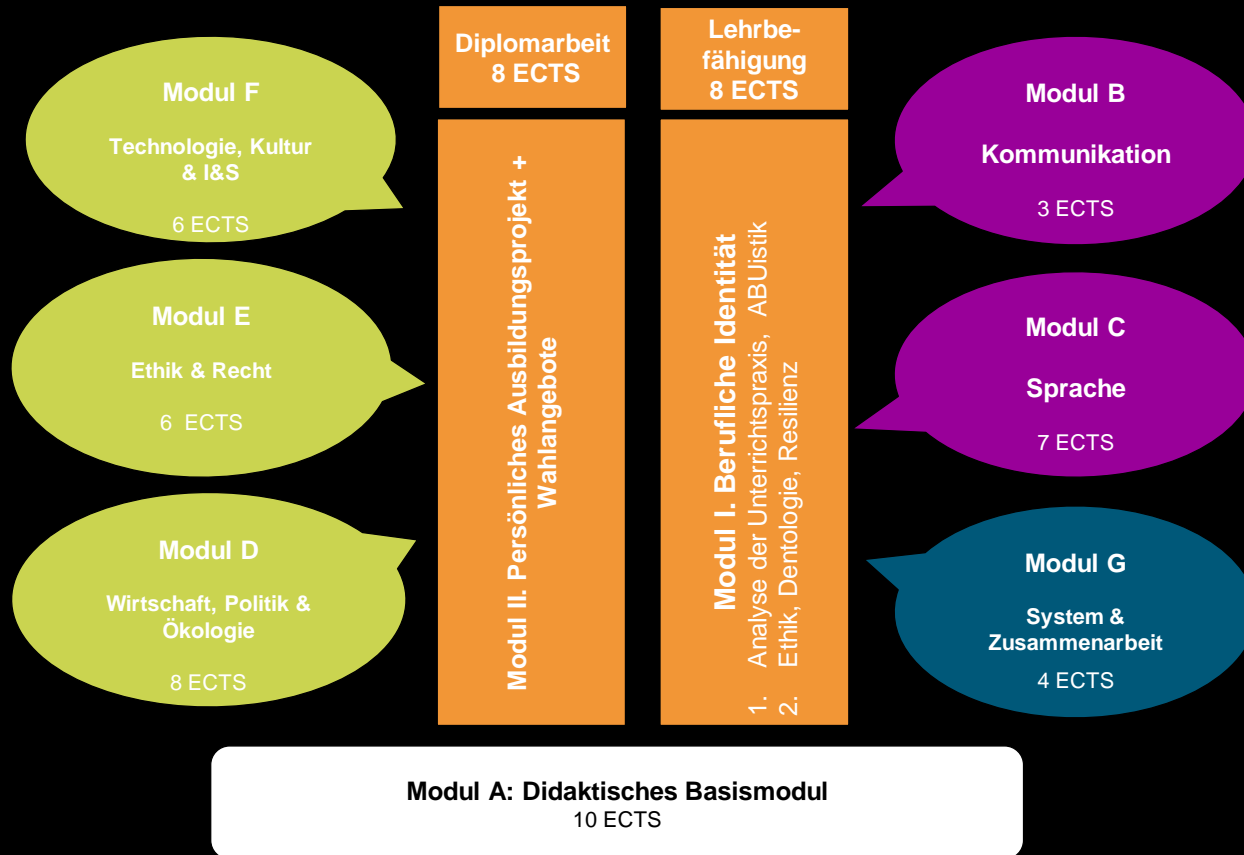 Modul F
Technologie, Kultur
& I&S
6 ECTS
Modul E
Ethik & Recht
6 ECTS
Modul D
Wirtschaft, Politik &
Ökologie
8 ECTS
Diplomarbeit
8 ECTS
Modul II. Persönliches Ausbildungsprojekt +
Wahlangebote
Lehrbe-
fähigung
8 ECTS
Modul I. Berufliche Identität
1. Analyse der Unterrichtspraxis, ABUistik
2. Ethik, Dentologie, Resilienz
Modul B
Kommunikation
3 ECTS
Modul C
Sprache
7 ECTS
Modul G
System &
Zusammenarbeit
4 ECTS
Modul A: Didaktisches Basismodul
10 ECTS